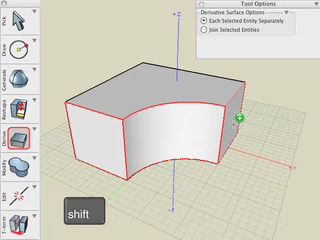 Tool Options
Derivative Surface Options
Each Selected Entity Separately
Join Selected Entities
Pick
Draw
Generate
Reshape
Derive
Modify
Edit
T-form
+Z
+x
-Z
shift